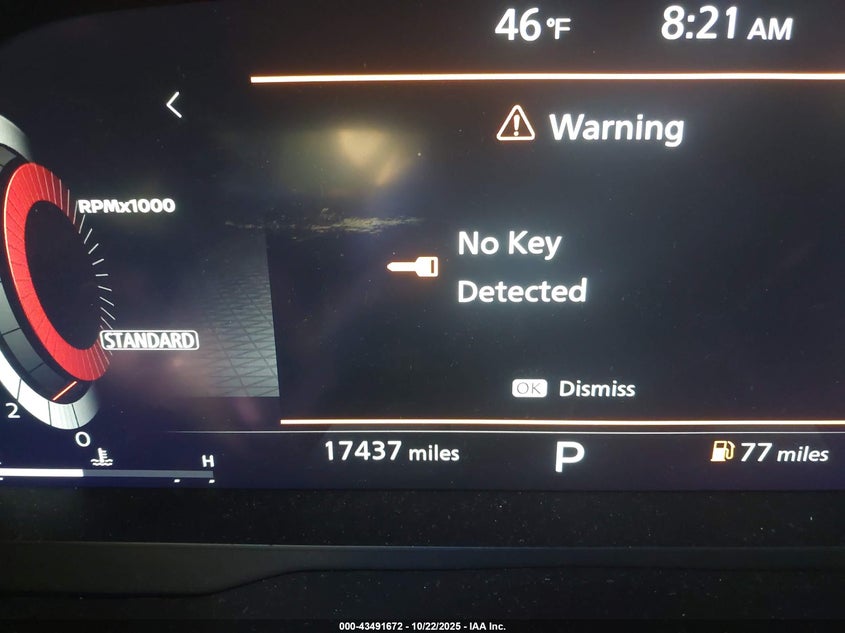 46 °F 8:21 AM
Warning
RPMx1000
No Key
Detected
STANDARD
OK Dismiss
2
0
H
17437 miles P 77 miles
000-43491672 - 10/22/2025 - IAA Inc.